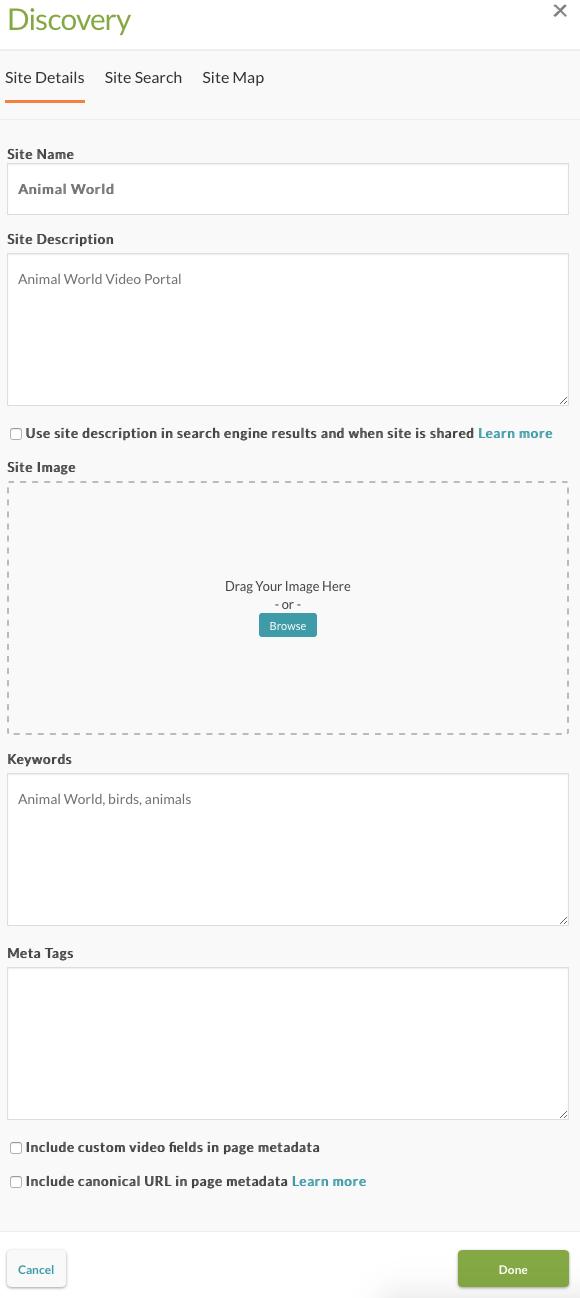 Discovery
Site Details Site Search Site Map
Site Name
Animal World
Site Description
Animal World Video Portal
Use site description in search engine results and when site is shared Learn more
Site Image
Drag Your Image Here
- or -
Browse
Keywords
Animal World, birds, animals
Meta Tags
Include custom video fields in page metadata
Include canonical URL in page metadata Learn more
Cancel Done